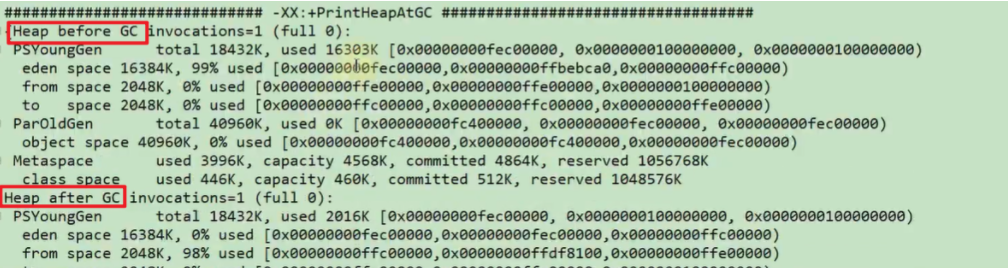 ############################ -XX:+PrintHeapAtGC ##################################
Heap before GC invocations=1 (full 0):
PSYoungGen total 18432K, used 16303K [0x00000000fec00000, 0x0000000100000000, 0x0000000100000000)
eden space 16384K, 99% used [0x00000000fec00000,0x00000000ffbebca0,0x00000000ffc00000)
from space 2048K, 0% used [0x00000000ffe00000,0x00000000ffe00000,0x0000000100000000)
to space 2048K, 0% used [0x00000000ffc00000,0x00000000ffc00000,0x00000000ffe00000)
ParOldGen total 40960K, used 0K [0x00000000fc400000, 0x00000000fec00000, 0x00000000fec00000)
object space 40960K, 0% used [0x00000000fc400000,0x00000000fc400000,0x00000000fec00000)
Metaspace used 3996K, capacity 4568K, committed 4864K, reserved 1056768K
class space used 446K, capacity 460K, committed 512K, reserved 1048576K
Heap after GC invocations=1 (full 0):
PSYoungGen total 18432K, used 2016K [0x00000000fec00000, 0x0000000100000000, 0x0000000100000000)
eden space 16384K, 0% used [0x00000000fec00000,0x00000000fec00000,0x00000000ffc00000)
from space 2048K, 98% used [0x00000000ffc00000,0x00000000ffdf8100,0x00000000ffe00000)